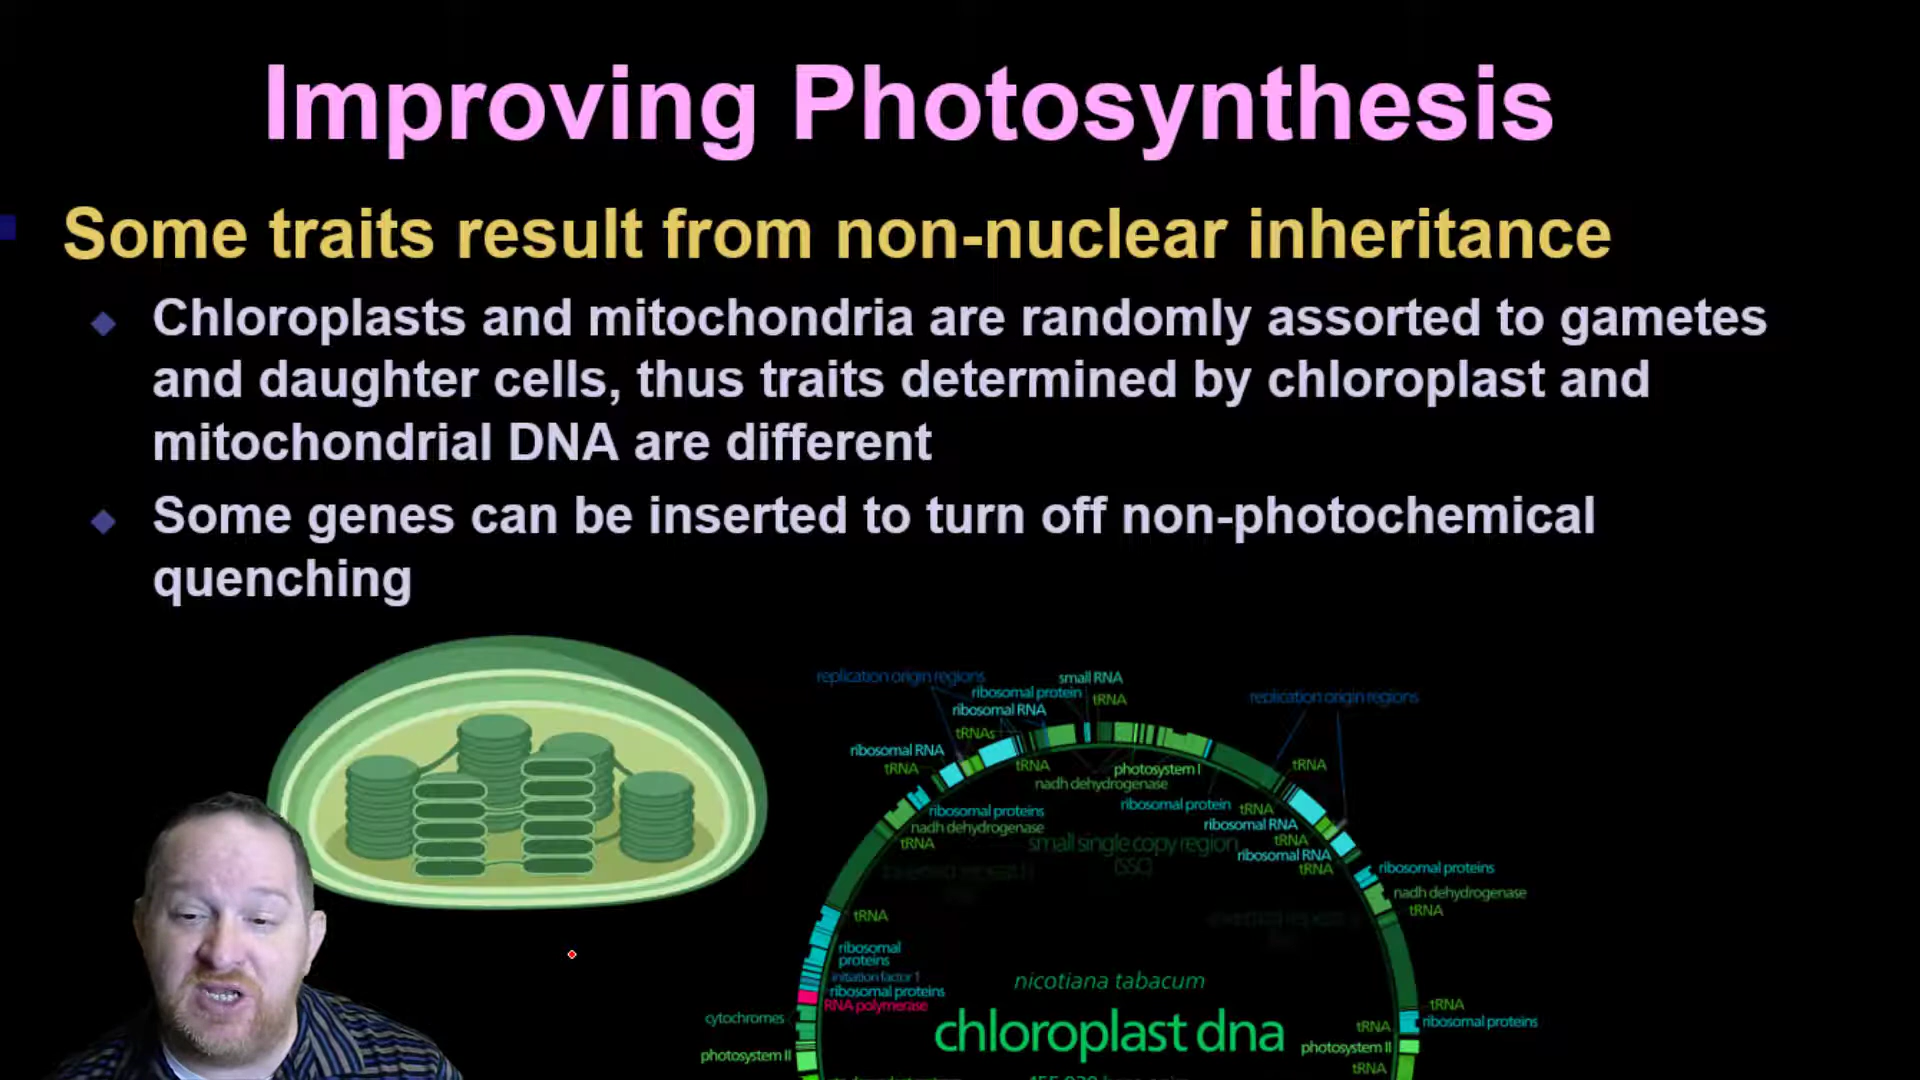 Improving Photosynthesis
Some traits result from non-nuclear inheritance
Chloroplasts and mitochondria are randomly assorted to gametes
and daughter cells, thus traits determined by chloroplast and
mitochondrial DNA are different
Some genes can be inserted to turn off non-photochemical
quenching
replication origin regions
small RNA
ribosomal protein
tRNA
replication origin regions
ribosomal RNA
tRNAs
ribosomal RNA
tRNA
tRNA
photosystem I
tRNA
nadh dehydrogenase
ribosomal proteins
ribosomal protein
tRNA
nadh dehydrogenase
ribosomal RNA
tRNA
small single copy region
tRNA
(SSC)
ribosomal RNA
tRNA
ribosomal proteins
nadh dehydrogenase
tRNA
tRNA
ribosomal
proteins
initiation factor 1
ribosomal proteins
RNA polymerase
nicotiana tabacum
chloroplast dna
cytochromes
photosystem II
tRNA
ribosomal proteins
tRNA
photosystem II
tRNA